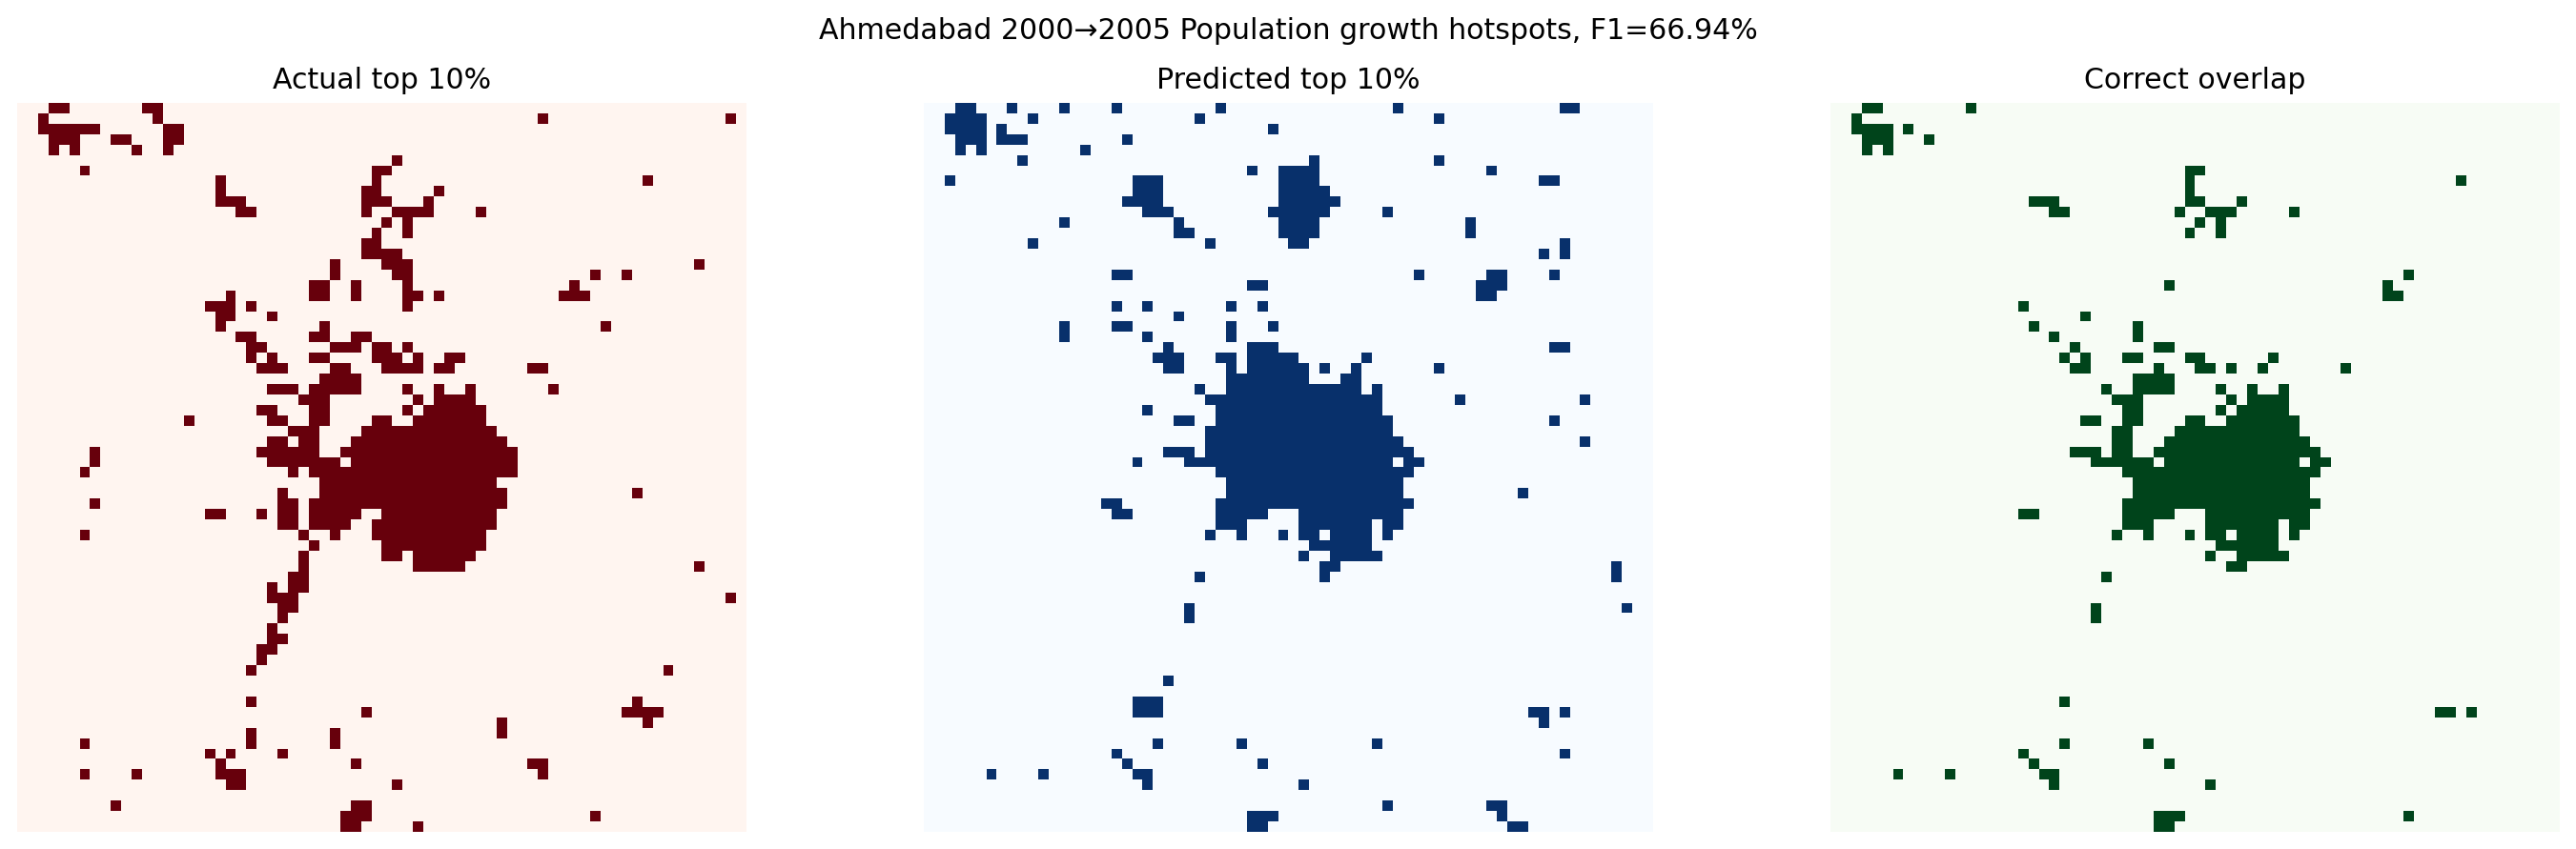 Ahmedabad 2000→2005 Population growth hotspots, F1=66.94%
Actual top 10%
Predicted top 10%
Correct overlap